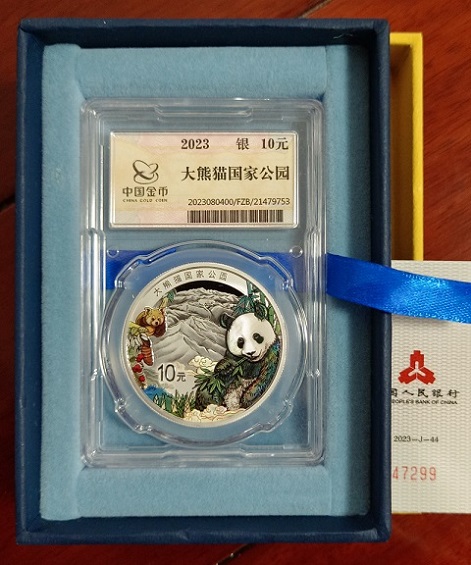 2023 银 10元
中国金币
CHINA GOLD COIN
大熊猫国家公园
2023080400/FZB/21479753
大熊猫国家公园
10元
国人民银行
PEOPLE'S BANK OF CHINA
2023-J-44
47299